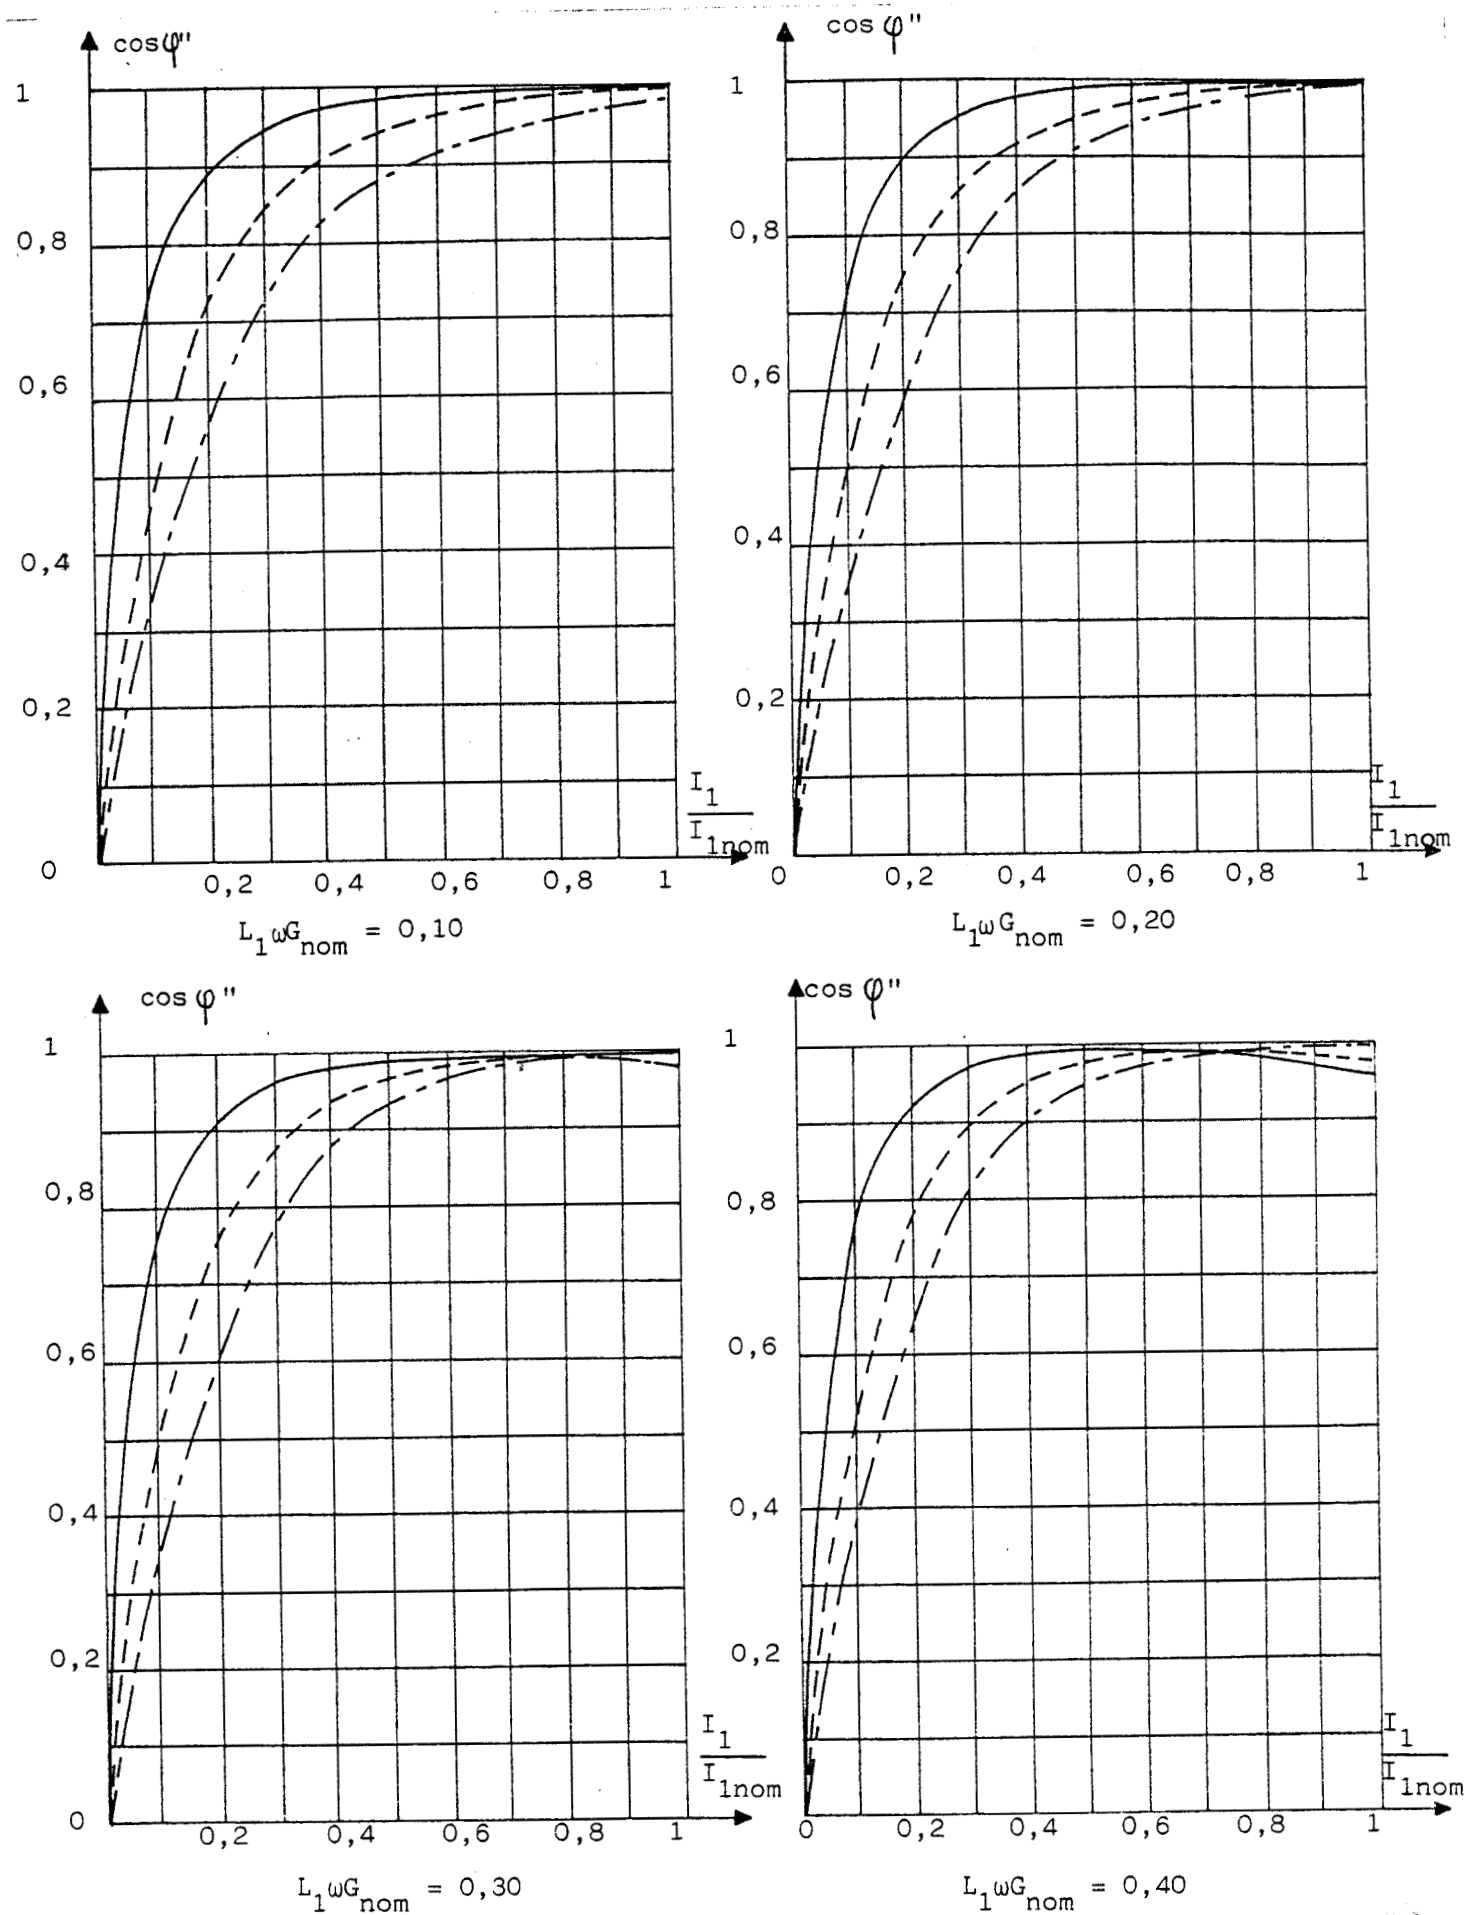 cos φ"
1
0,8
0,6
0,4
0,2
0
0,2 0,4 0,6 0,8 1
I₁
I₁nom
L₁ωGnom = 0,10
cos φ"
1
0,8
0,6
0,4
0,2
0 0,2 0,4 0,6 0,8 1
I₁
I₁nom
L₁ωGnom = 0,20
cos φ"
1
0,8
0,6
0,4
0,2
0
0,2 0,4 0,6 0,8 1
I₁
I₁nom
L₁ωGnom = 0,30
cos φ"
1
0,8
0,6
0,4
0,2
0 0,2 0,4 0,6 0,8 1
I₁
I₁nom
L₁ωGnom = 0,40